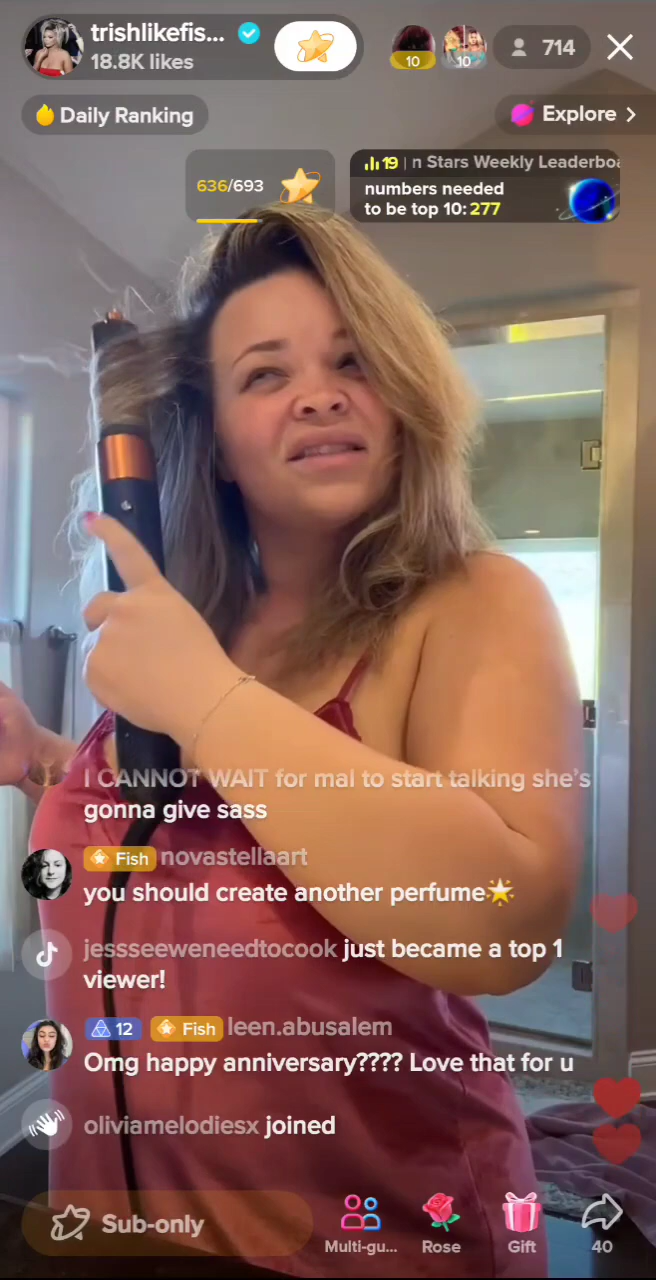 trishlikefis...
18.8K likes
10
10
714
Daily Ranking
Explore >
636/693
19 | n Stars Weekly Leaderboa
numbers needed
to be top 10: 277
I CANNOT WAIT for mal to start talking she's
gonna give sass
Fish novastellaart
you should create another perfume🌟
jessseeweneedtocook just became a top 1
viewer!
12 Fish leen.abusalem
Omg happy anniversary???? Love that for u
oliviamelodiesx joined
Sub-only
Multi-gu...
Rose
Gift
40